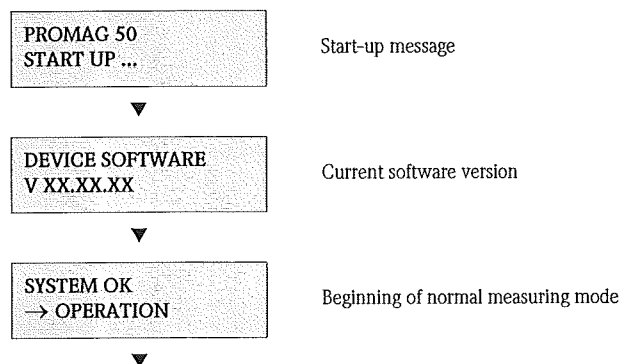 PROMAG 50
START UP ...
Start-up message
DEVICE SOFTWARE
V XX.XX.XX
Current software version
SYSTEM OK
→ OPERATION
Beginning of normal measuring mode